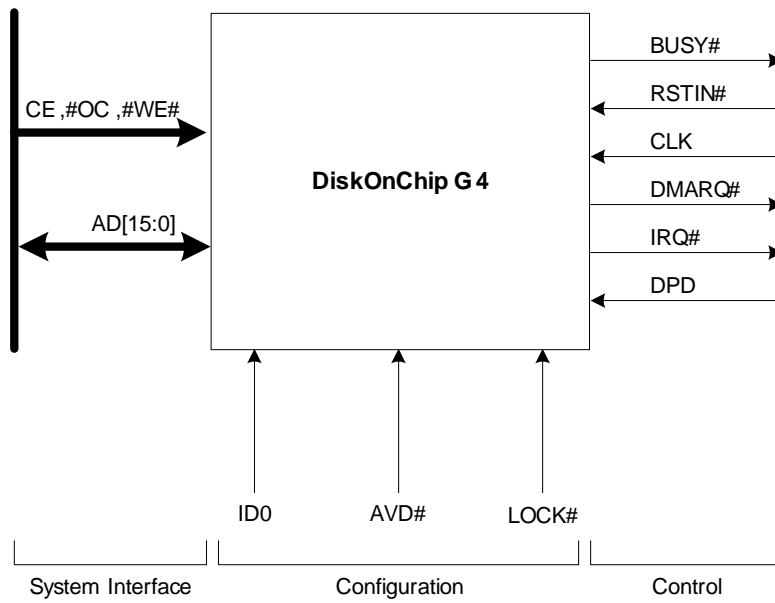 BUSY#
CE ,#OC ,#WE#
RSTIN#
CLK
DiskOnChip G4
DMARQ#
AD[15:0]
IRQ#
DPD
ID0
AVD#
LOCK#
System Interface
Configuration
Control